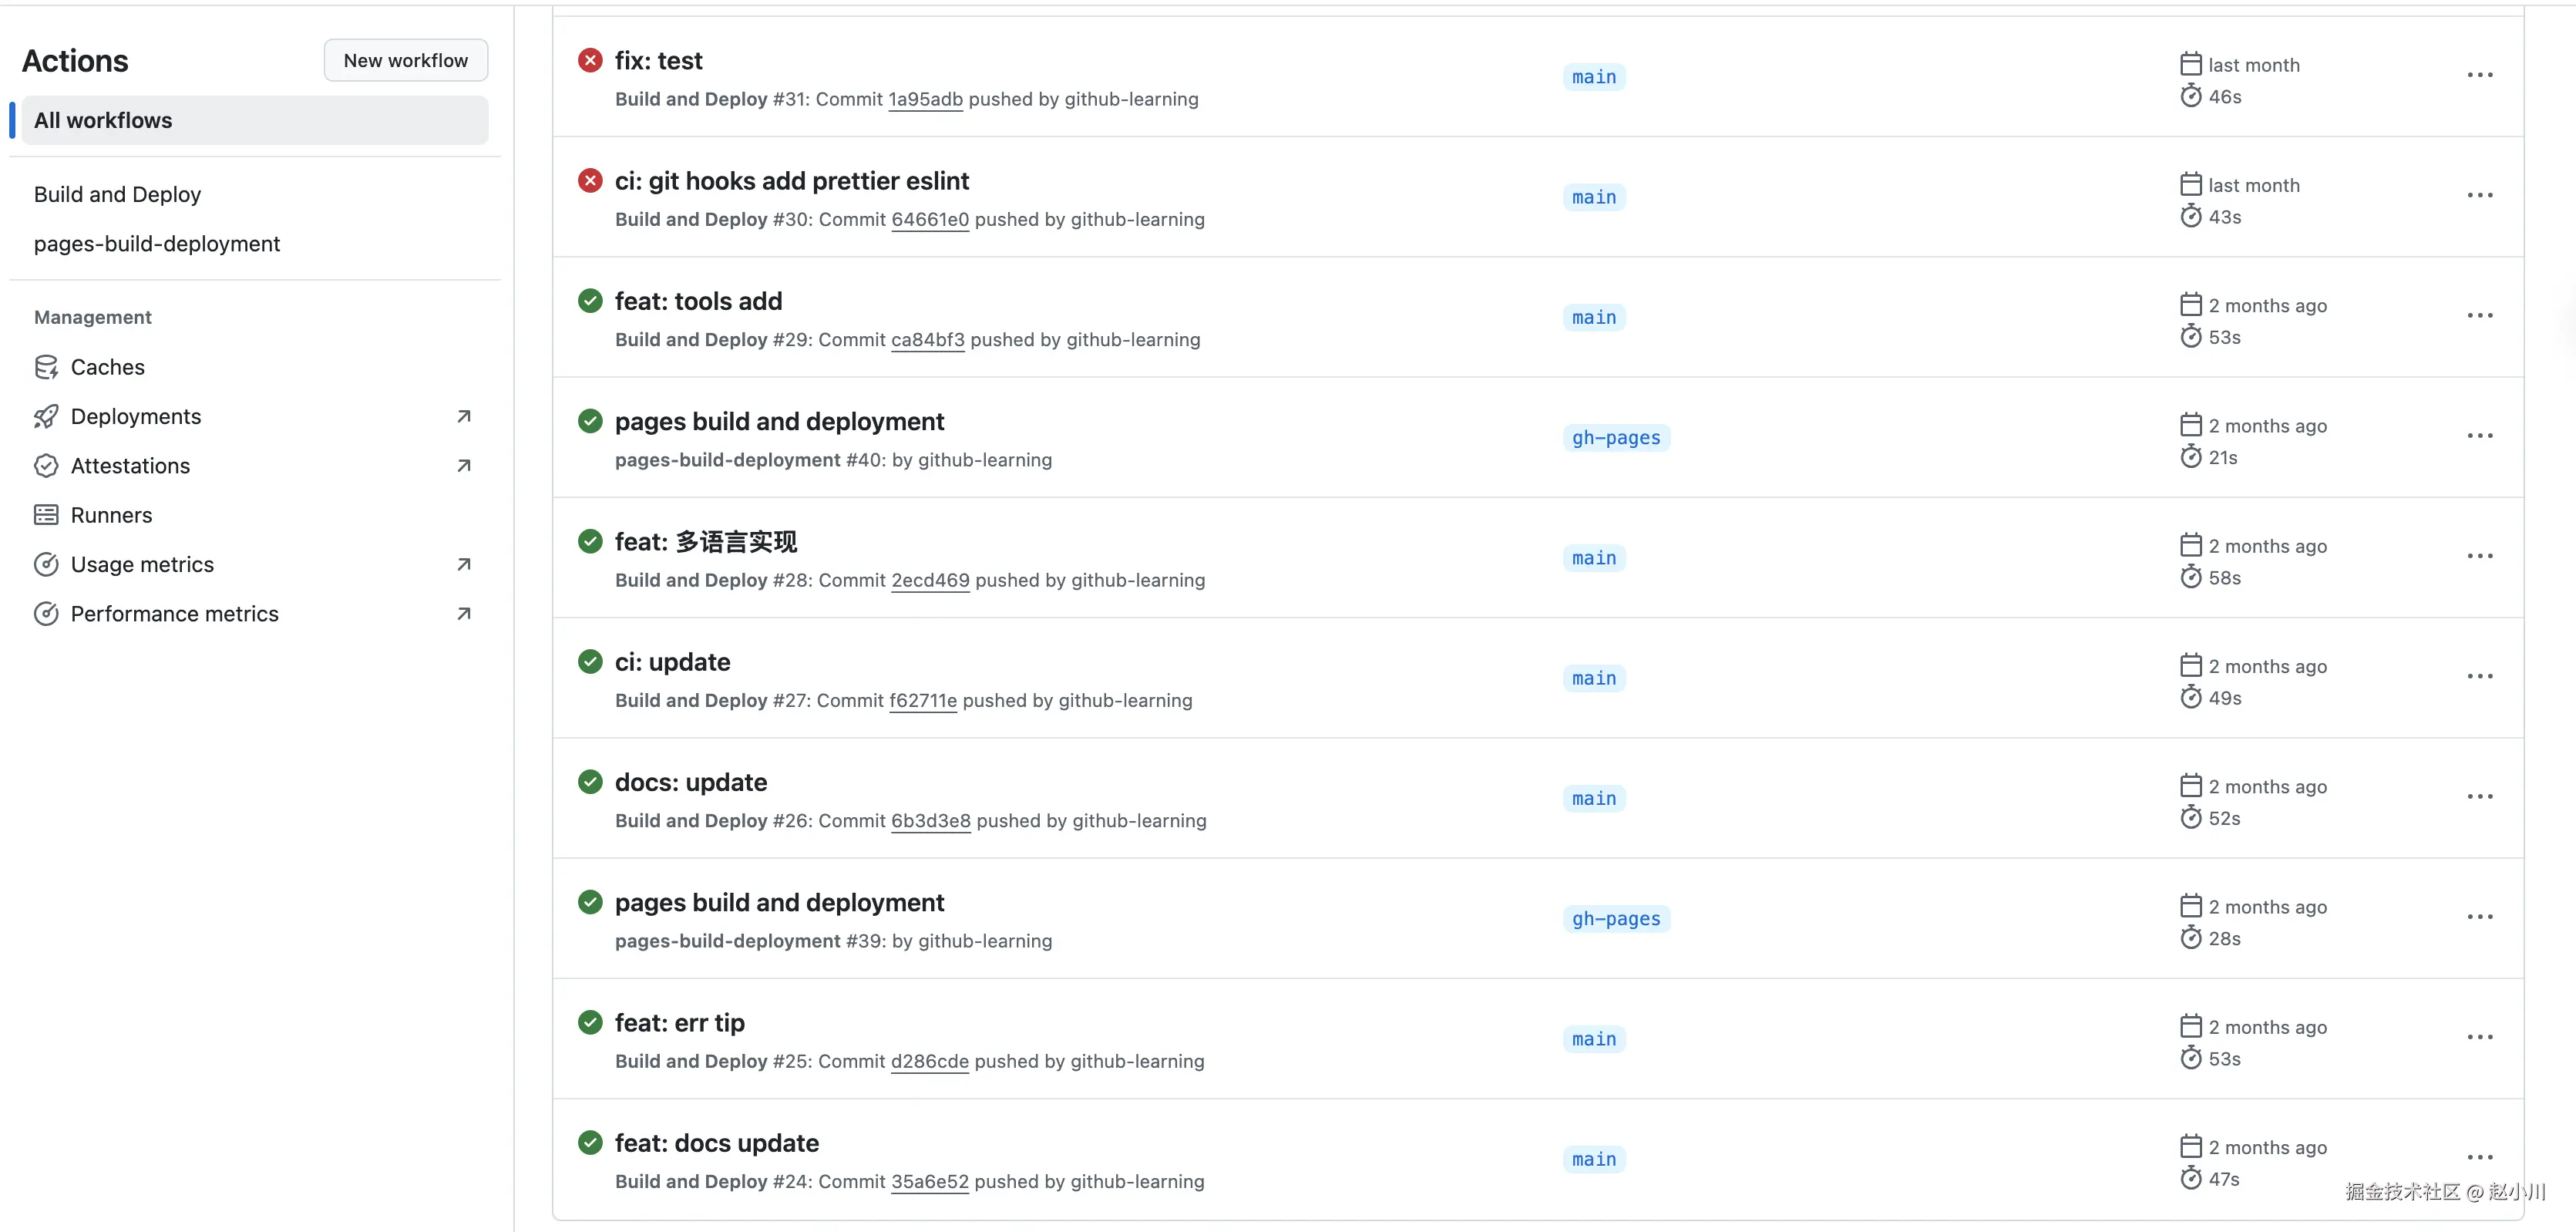 Actions
New workflow
All workflows
Build and Deploy
pages-build-deployment
Management
Caches
Deployments
Attestations
Runners
Usage metrics
Performance metrics
fix: test
Build and Deploy #31: Commit 1a95adb pushed by github-learning
main
last month
46s
ci: git hooks add prettier eslint
Build and Deploy #30: Commit 64661e0 pushed by github-learning
main
last month
43s
feat: tools add
Build and Deploy #29: Commit ca84bf3 pushed by github-learning
main
2 months ago
53s
pages build and deployment
pages-build-deployment #40: by github-learning
gh-pages
2 months ago
21s
feat: 多语言实现
Build and Deploy #28: Commit 2ecd469 pushed by github-learning
main
2 months ago
58s
ci: update
Build and Deploy #27: Commit f62711e pushed by github-learning
main
2 months ago
49s
docs: update
Build and Deploy #26: Commit 6b3d3e8 pushed by github-learning
main
2 months ago
52s
pages build and deployment
pages-build-deployment #39: by github-learning
gh-pages
2 months ago
28s
feat: err tip
Build and Deploy #25: Commit d286cde pushed by github-learning
main
2 months ago
53s
feat: docs update
Build and Deploy #24: Commit 35a6e52 pushed by github-learning
main
2 months ago
47s
掘金技术社区 @ 赵小川